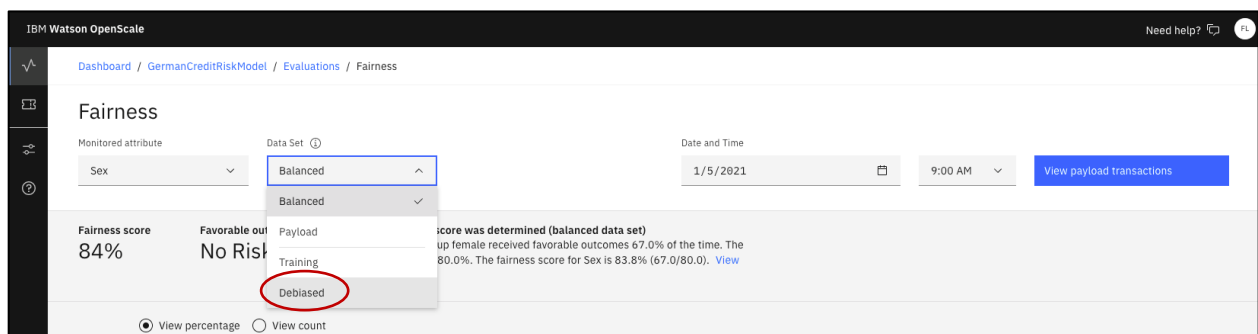 IBM Watson OpenScale
Need help?
FL
Dashboard / GermanCreditRiskModel / Evaluations / Fairness
Fairness
Monitored attribute
Data Set
Date and Time
Sex
Balanced
1/5/2021
9:00 AM
View payload transactions
Balanced
Payload
Training
Debiased
Fairness score
84%
Favorable
No Risk
score was determined (balanced data set)
up female received favorable outcomes 67.0% of the time. The
80.0%. The fairness score for Sex is 83.8% (67.0/80.0). View
View percentage
View count